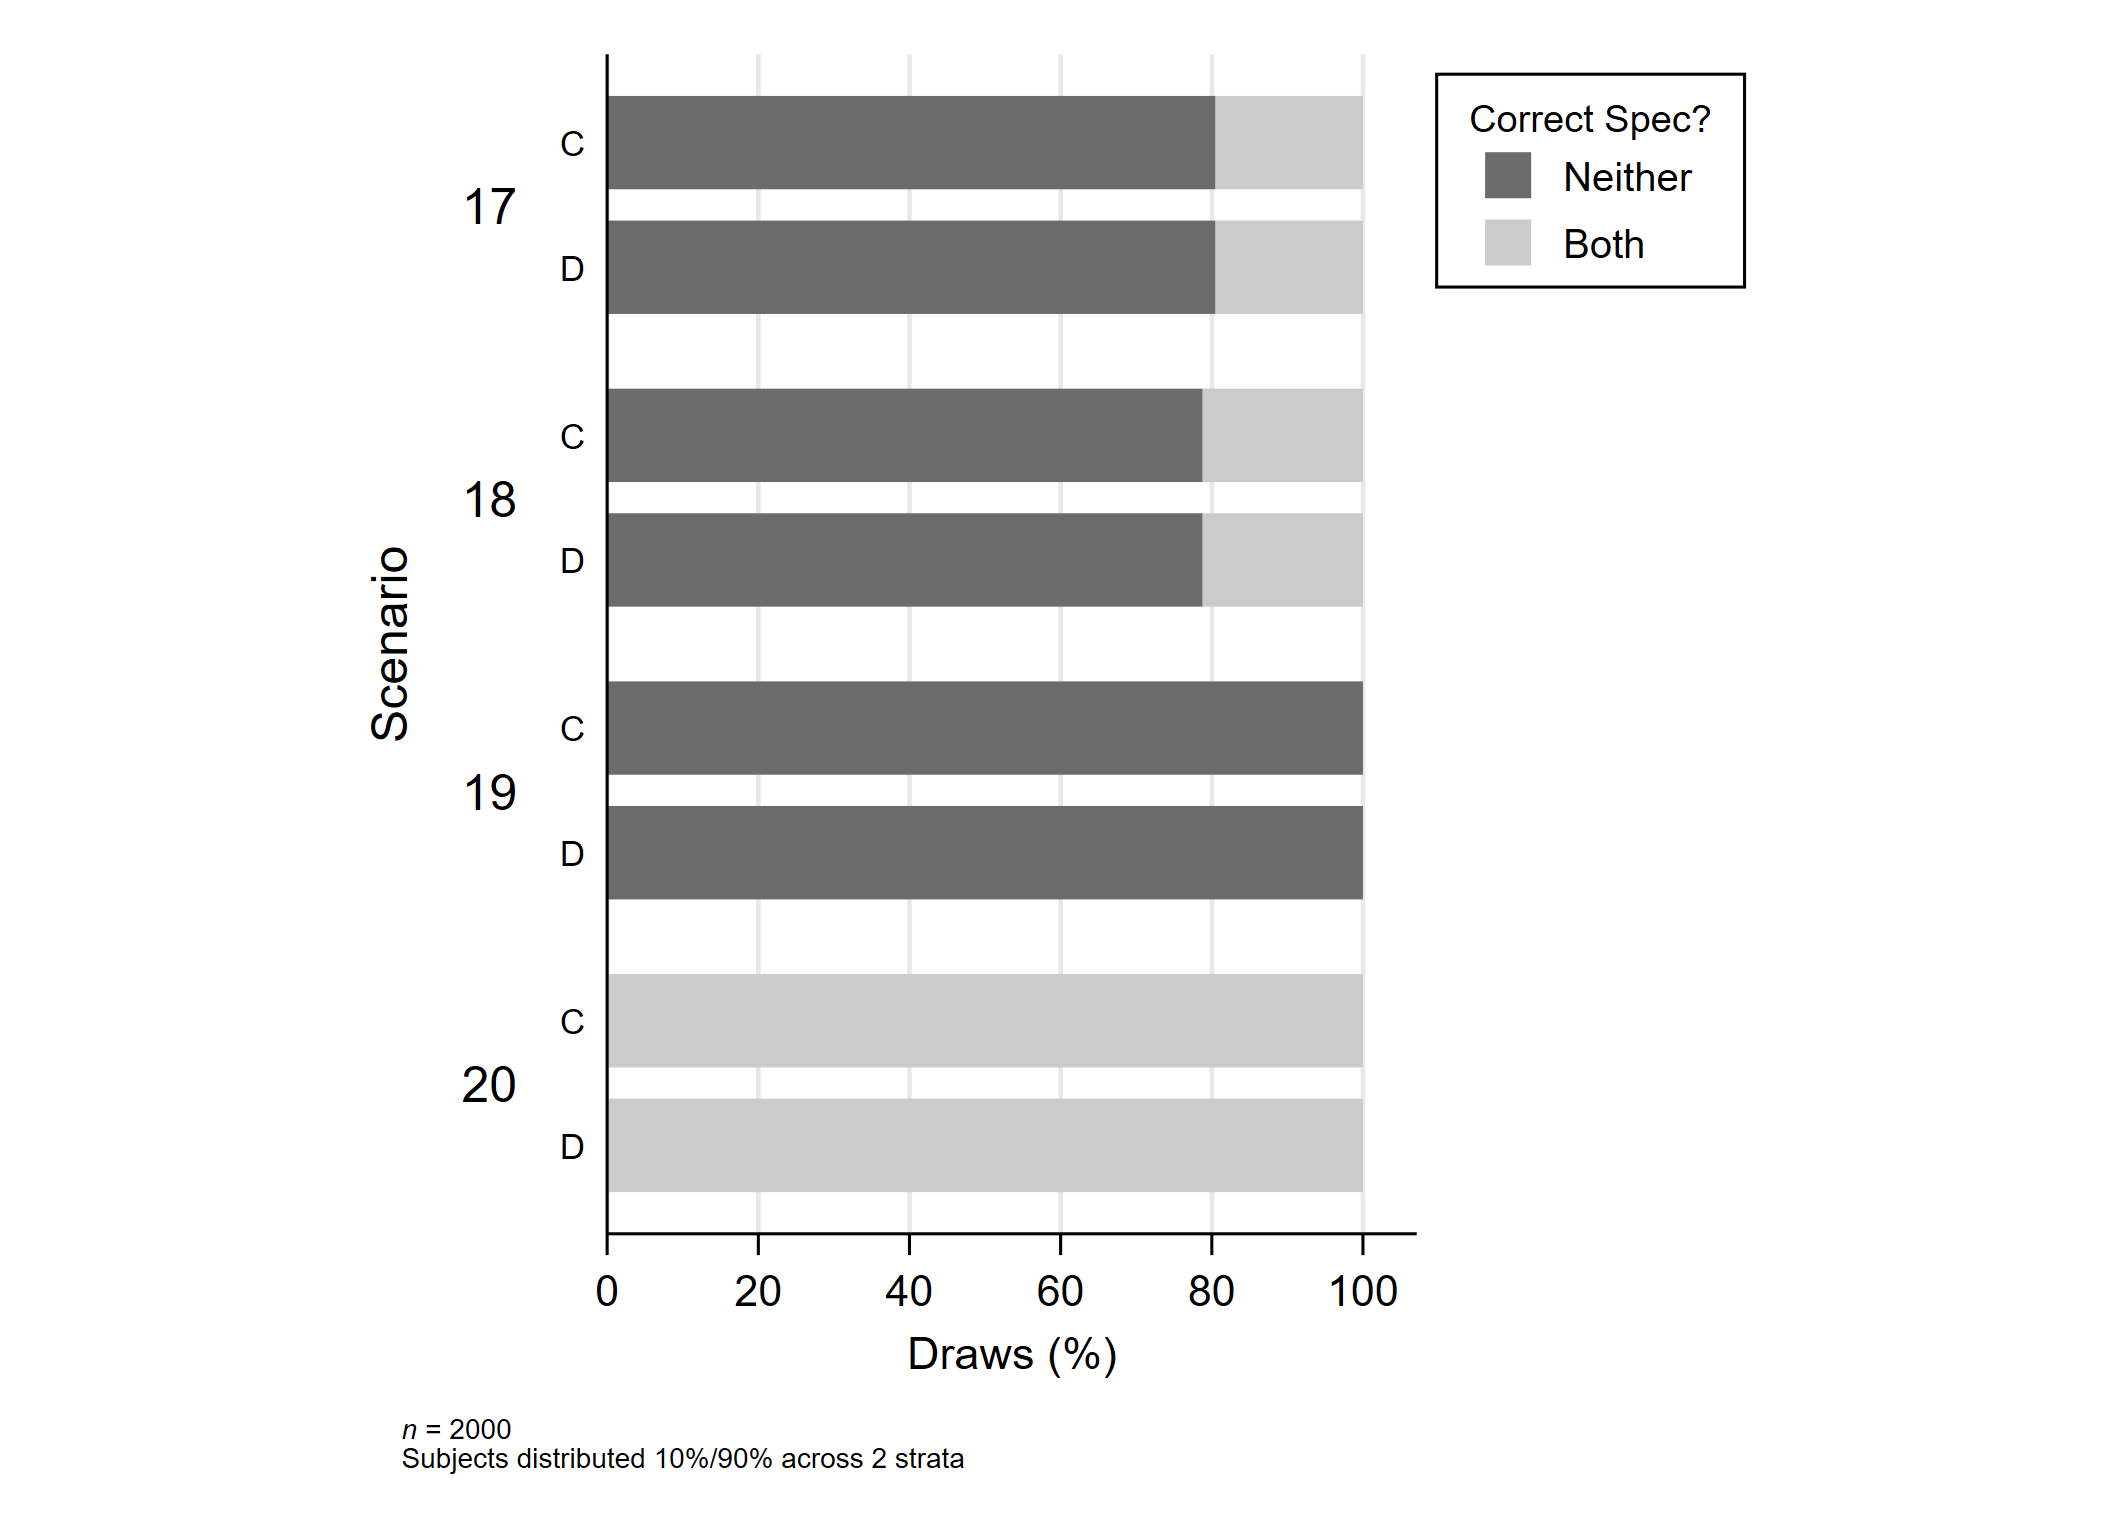 Correct Spec?
Neither
Both
Scenario
17
C
D
18
C
D
19
C
D
20
C
D
0 20 40 60 80 100
Draws (%)
n = 2000
Subjects distributed 10%/90% across 2 strata